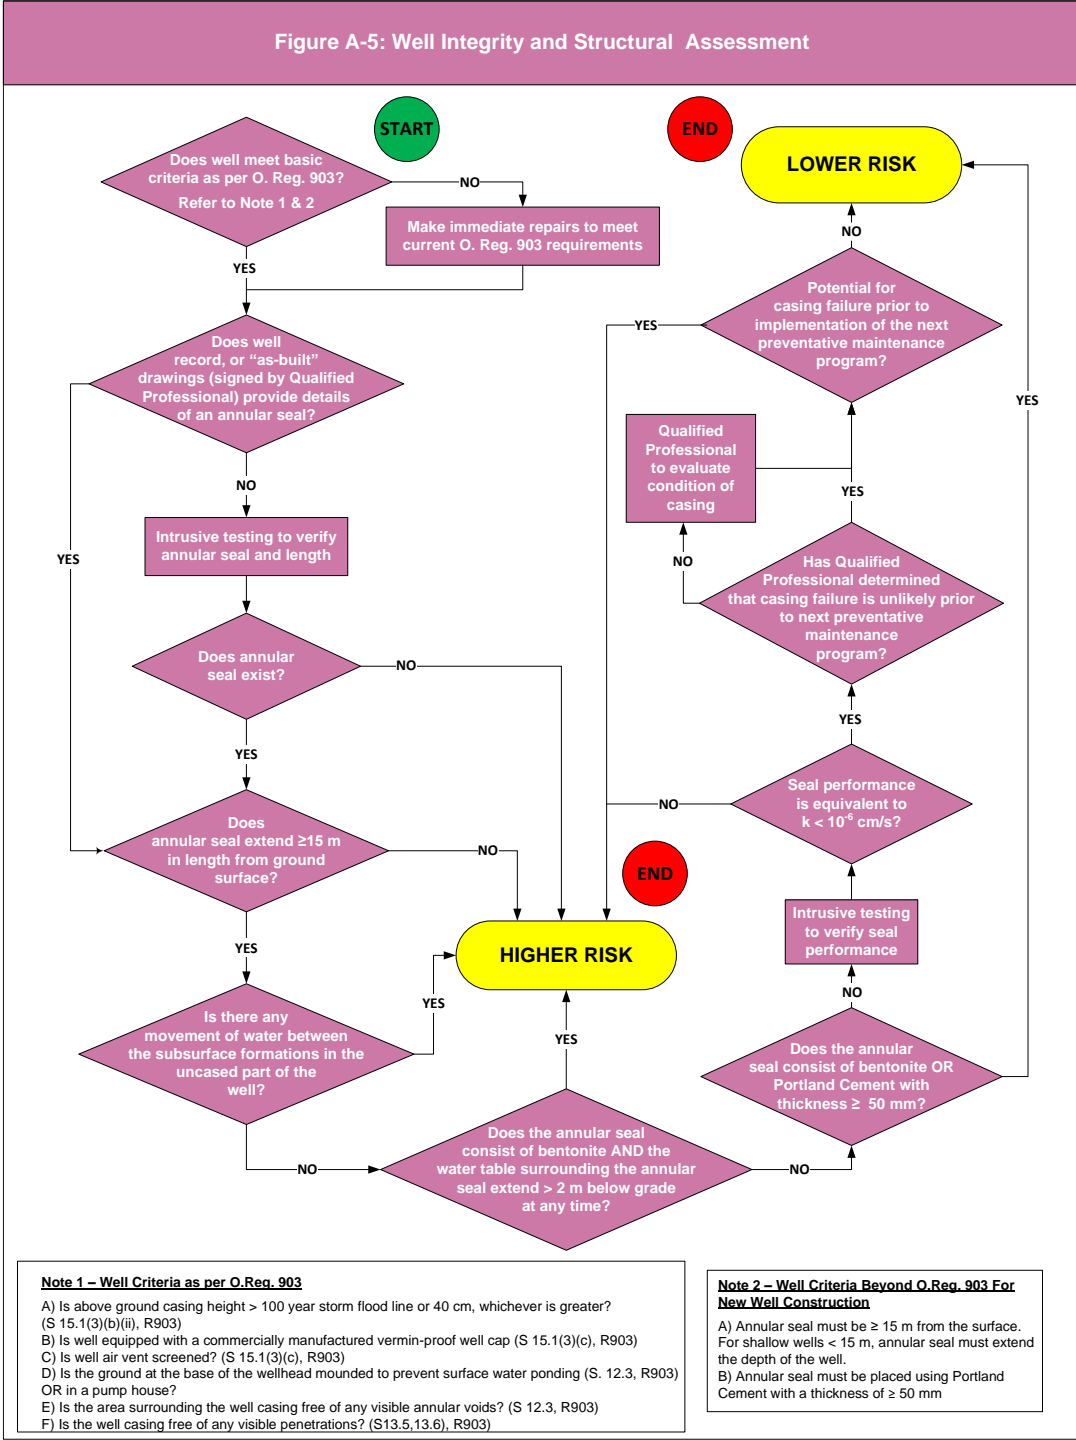 Figure A-5: Well Integrity and Structural Assessment
START
END
Does well meet basic
criteria as per O. Reg. 903?
Refer to Note 1 & 2
NO
Make immediate repairs to meet
current O. Reg. 903 requirements
YES
Does well
record, or “as-built”
drawings (signed by Qualified
Professional) provide details
of an annular seal?
NO
YES
Intrusive testing to verify
annular seal and length
Does annular
seal exist?
NO
YES
Does
annular seal extend ≥15 m
in length from ground
surface?
NO
YES
Is there any
movement of water between
the subsurface formations in the
uncased part of the
well?
YES
NO
HIGHER RISK
END
YES
Does the annular seal
consist of bentonite AND the
water table surrounding the annular
seal extend > 2 m below grade
at any time?
NO
Does the annular
seal consist of bentonite OR
Portland Cement with
thickness ≥ 50 mm?
NO
YES
Intrusive testing
to verify seal
performance
Seal performance
is equivalent to
k < 10⁻⁶ cm/s?
NO
YES
Has Qualified
Professional determined
that casing failure is unlikely prior
to next preventative
maintenance
program?
NO
YES
Qualified
Professional
to evaluate
condition of
casing
Potential for
casing failure prior to
implementation of the next
preventative maintenance
program?
YES
NO
LOWER RISK
Note 1 – Well Criteria as per O.Reg. 903
A) Is above ground casing height > 100 year storm flood line or 40 cm, whichever is greater?
(S 15.1(3)(b)(ii), R903)
B) Is well equipped with a commercially manufactured vermin-proof well cap (S 15.1(3)(c), R903)
C) Is well air vent screened? (S 15.1(3)(c), R903)
D) Is the ground at the base of the wellhead mounded to prevent surface water ponding (S. 12.3, R903)
OR in a pump house?
E) Is the area surrounding the well casing free of any visible annular voids? (S 12.3, R903)
F) Is the well casing free of any visible penetrations? (S13.5,13.6), R903)
Note 2 – Well Criteria Beyond O.Reg. 903 For
New Well Construction
A) Annular seal must be ≥ 15 m from the surface.
For shallow wells < 15 m, annular seal must extend
the depth of the well.
B) Annular seal must be placed using Portland
Cement with a thickness of ≥ 50 mm